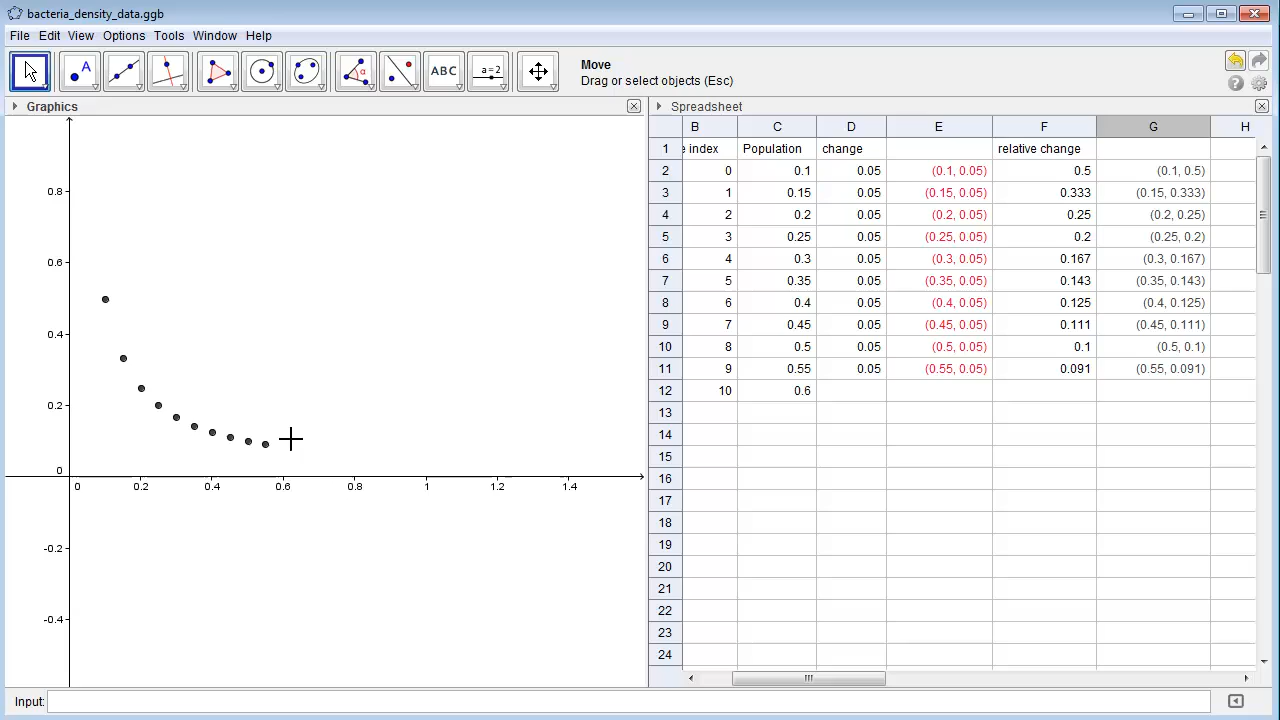 bacteria_density_data.ggb
File Edit View Options Tools Window Help
A
α
ABC
a=2
Move
Drag or select objects (Esc)
Graphics
0.8
0.6
0.4
0.2
0
0 0.2 0.4 0.6 0.8 1 1.2 1.4
-0.2
-0.4
Spreadsheet
B C D E F G H
1 index Population change relative change
2 0 0.1 0.05 (0.1, 0.05) 0.5 (0.1, 0.5)
3 1 0.15 0.05 (0.15, 0.05) 0.333 (0.15, 0.333)
4 2 0.2 0.05 (0.2, 0.05) 0.25 (0.2, 0.25)
5 3 0.25 0.05 (0.25, 0.05) 0.2 (0.25, 0.2)
6 4 0.3 0.05 (0.3, 0.05) 0.167 (0.3, 0.167)
7 5 0.35 0.05 (0.35, 0.05) 0.143 (0.35, 0.143)
8 6 0.4 0.05 (0.4, 0.05) 0.125 (0.4, 0.125)
9 7 0.45 0.05 (0.45, 0.05) 0.111 (0.45, 0.111)
10 8 0.5 0.05 (0.5, 0.05) 0.1 (0.5, 0.1)
11 9 0.55 0.05 (0.55, 0.05) 0.091 (0.55, 0.091)
12 10 0.6
13
14
15
16
17
18
19
20
21
22
23
24
Input: